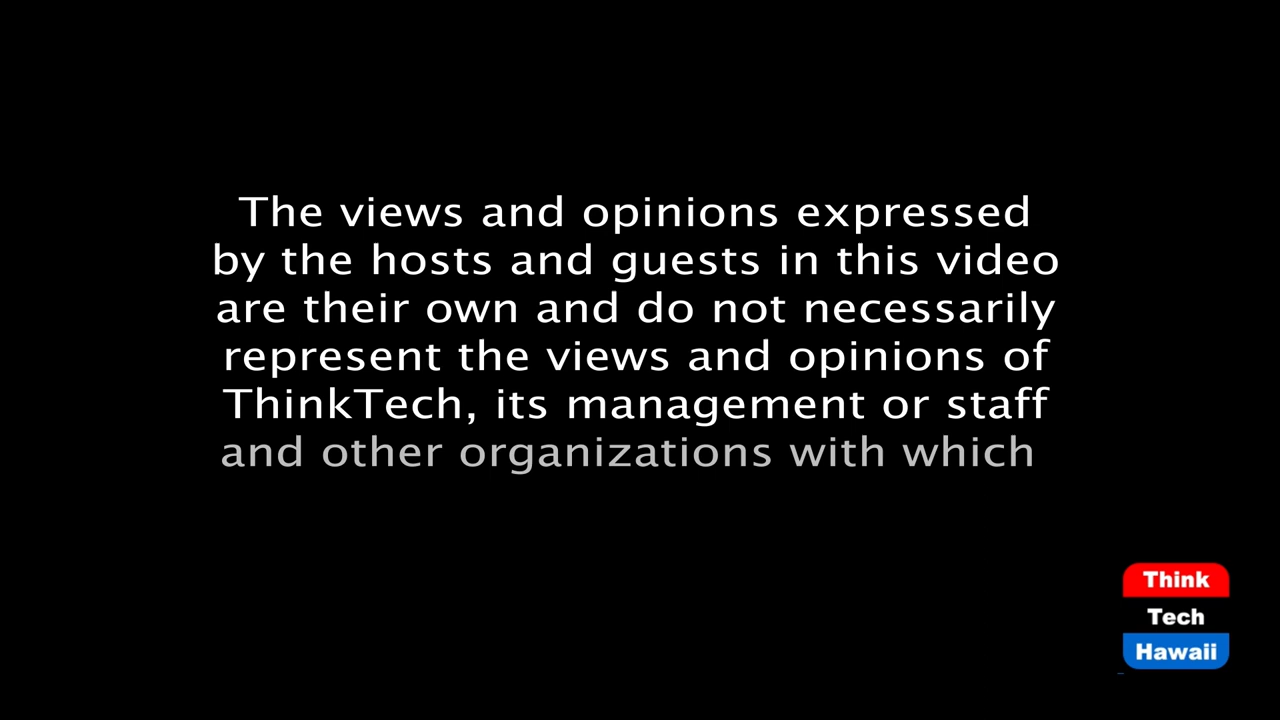 The views and opinions expressed
by the hosts and guests in this video
are their own and do not necessarily
represent the views and opinions of
ThinkTech, its management or staff
and other organizations with which
Think
Tech
Hawaii